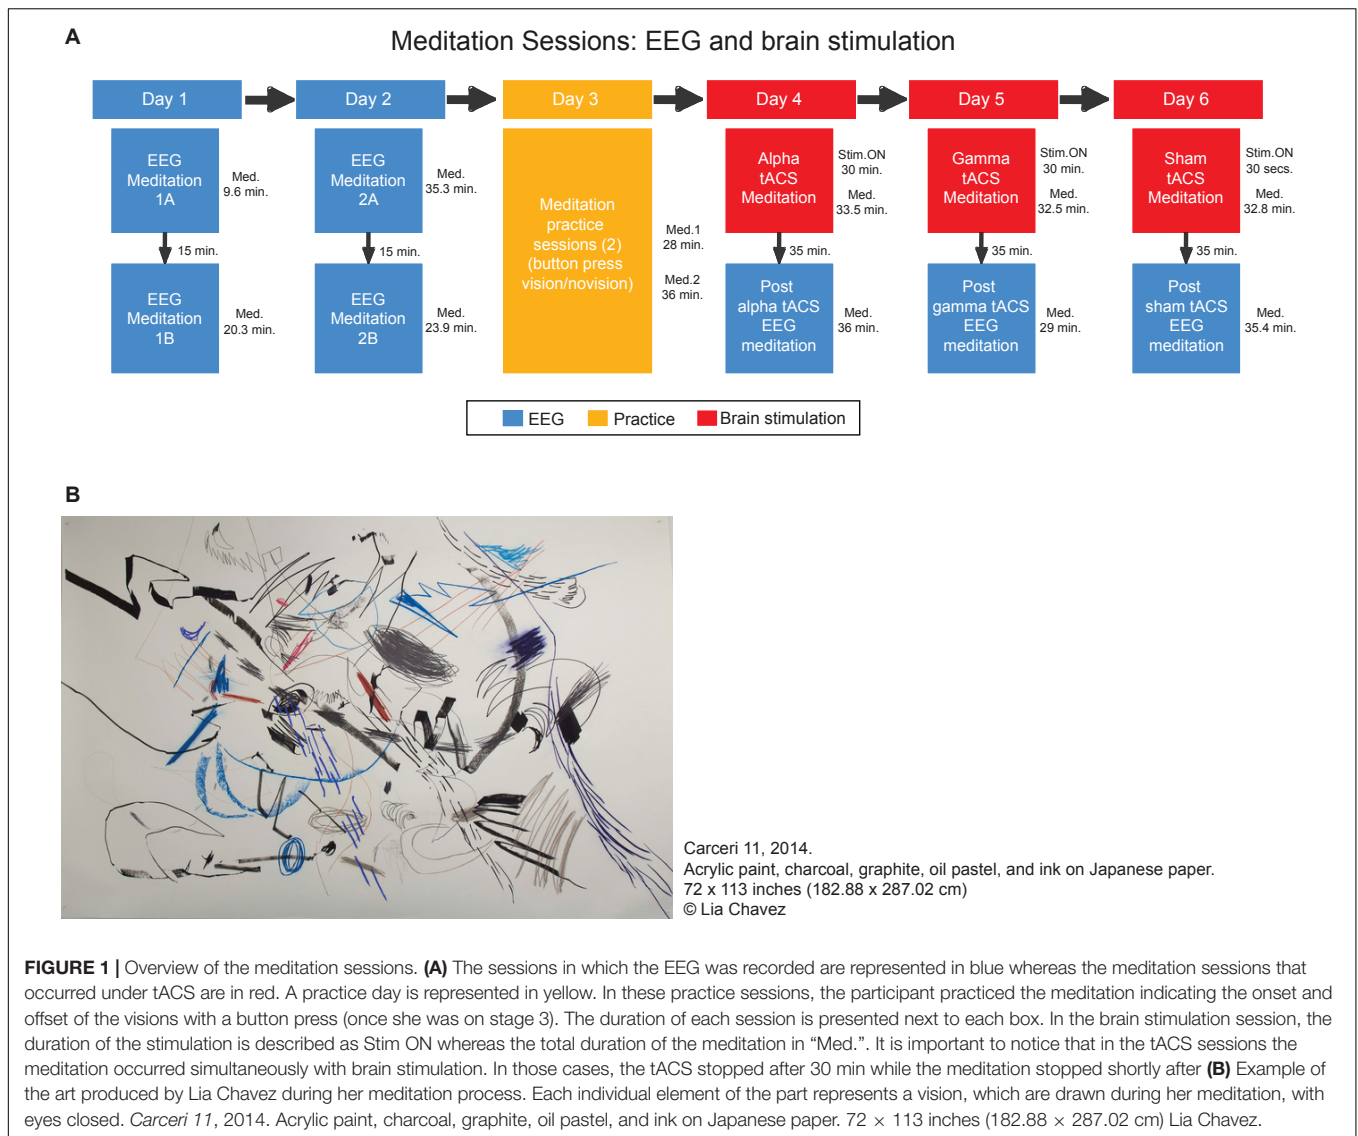 A
Meditation Sessions: EEG and brain stimulation
Day 1
Day 2
Day 3
Day 4
Day 5
Day 6
EEG
Meditation
1A
Med.
9.6 min.
15 min.
EEG
Meditation
1B
Med.
20.3 min.
EEG
Meditation
2A
Med.
35.3 min.
15 min.
EEG
Meditation
2B
Med.
23.9 min.
Meditation
practice
sessions (2)
(button press
vision/novision)
Med.1
28 min.
Med.2
36 min.
Alpha
tACS
Meditation
Stim.ON
30 min.
Med.
33.5 min.
35 min.
Post
alpha tACS
EEG
meditation
Med.
36 min.
Gamma
tACS
Meditation
Stim.ON
30 min.
Med.
32.5 min.
35 min.
Post
gamma tACS
EEG
meditation
Med.
29 min.
Sham
tACS
Meditation
Stim.ON
30 secs.
Med.
32.8 min.
35 min.
Post
sham tACS
EEG
meditation
Med.
35.4 min.
EEG
Practice
Brain stimulation
B
Carceri 11, 2014.
Acrylic paint, charcoal, graphite, oil pastel, and ink on Japanese paper.
72 x 113 inches (182.88 x 287.02 cm)
© Lia Chavez
FIGURE 1 | Overview of the meditation sessions. (A) The sessions in which the EEG was recorded are represented in blue whereas the meditation sessions that
occurred under tACS are in red. A practice day is represented in yellow. In these practice sessions, the participant practiced the meditation indicating the onset and
offset of the visions with a button press (once she was on stage 3). The duration of each session is presented next to each box. In the brain stimulation session, the
duration of the stimulation is described as Stim ON whereas the total duration of the meditation in “Med.”. It is important to notice that in the tACS sessions the
meditation occurred simultaneously with brain stimulation. In those cases, the tACS stopped after 30 min while the meditation stopped shortly after (B) Example of
the art produced by Lia Chavez during her meditation process. Each individual element of the part represents a vision, which are drawn during her meditation, with
eyes closed. Carceri 11, 2014. Acrylic paint, charcoal, graphite, oil pastel, and ink on Japanese paper. 72 × 113 inches (182.88 × 287.02 cm) Lia Chavez.